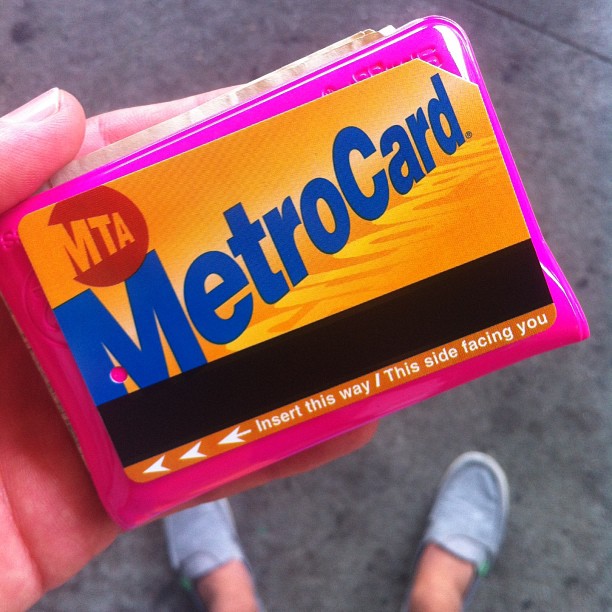 MTA
MetroCard®
Insert this way / This side facing you